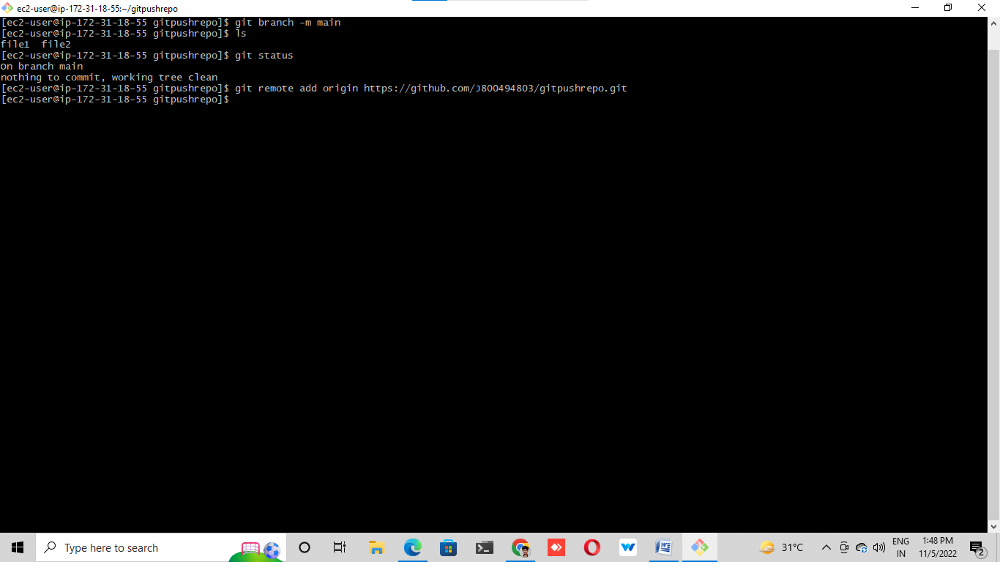 ec2-user@ip-172-31-18-55:~/gitpushrepo
[ec2-user@ip-172-31-18-55 gitpushrepo]$ git branch -m main
[ec2-user@ip-172-31-18-55 gitpushrepo]$ ls
file1  file2
[ec2-user@ip-172-31-18-55 gitpushrepo]$ git status
On branch main
nothing to commit, working tree clean
[ec2-user@ip-172-31-18-55 gitpushrepo]$ git remote add origin https://github.com/J800494803/gitpushrepo.git
[ec2-user@ip-172-31-18-55 gitpushrepo]$
Type here to search
31°C
ENG
IN
1:48 PM
11/5/2022
2